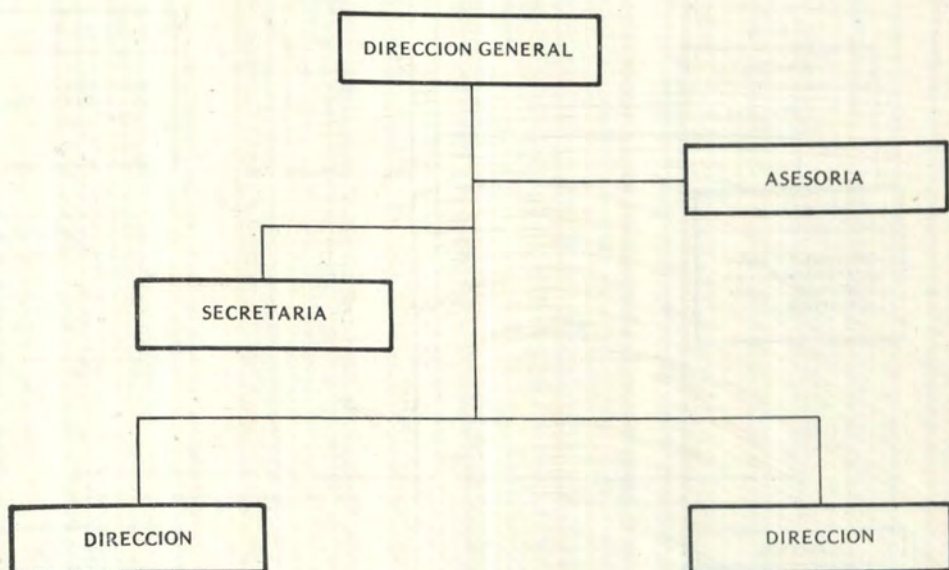 DIRECCION GENERAL
ASESORIA
SECRETARIA
DIRECCION
DIRECCION